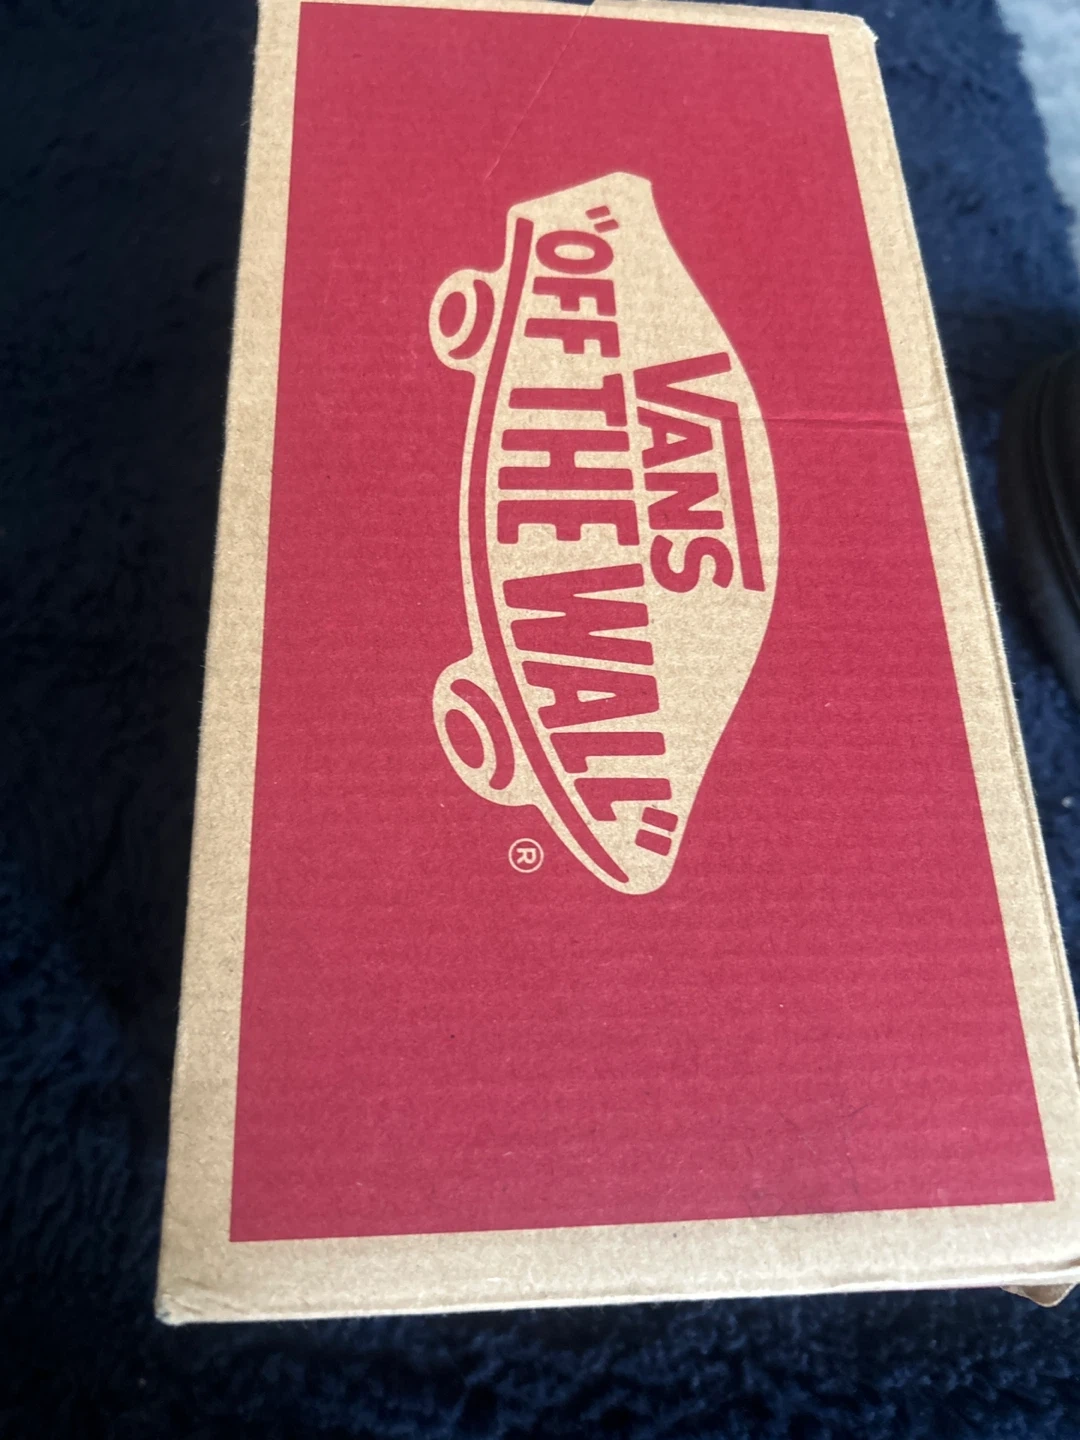 VANS
"OFF THE WALL"
®